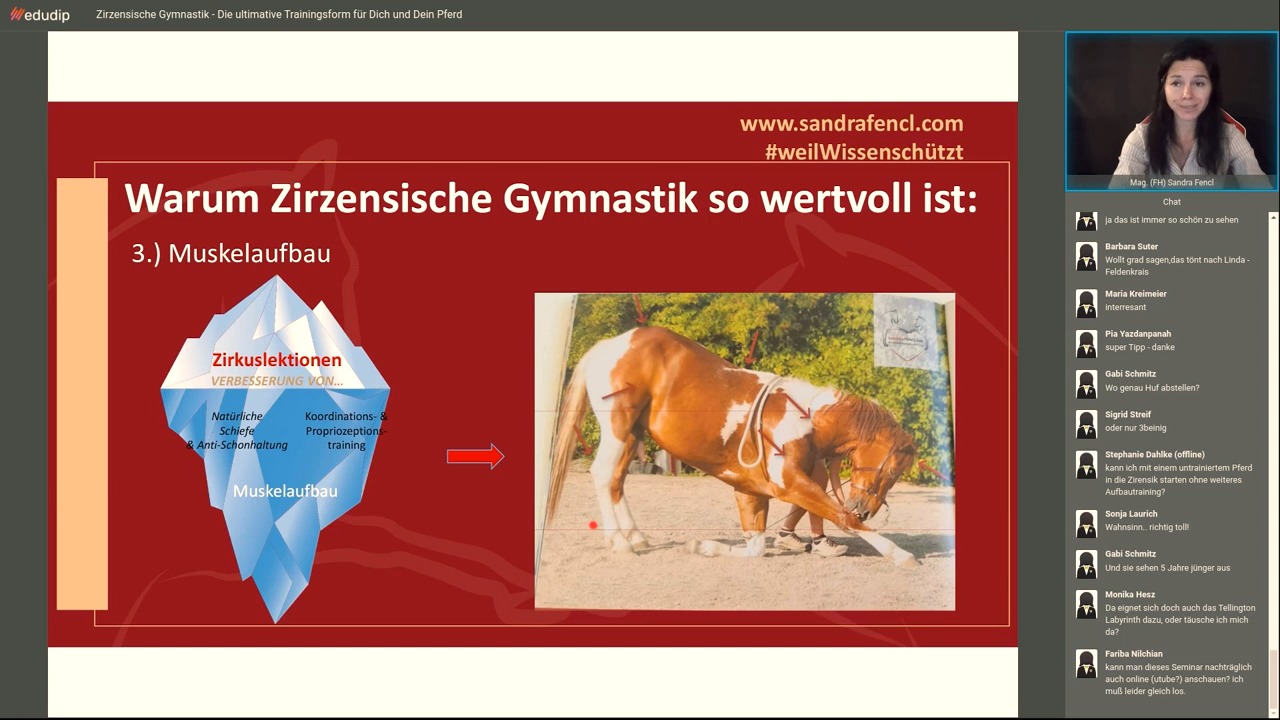 edudip
Zirzensische Gymnastik - Die ultimative Trainingsform für Dich und Dein Pferd
www.sandrafencl.com
#weilWissenschützt
Warum Zirzensische Gymnastik so wertvoll ist:
3.) Muskelaufbau
Zirkuslektionen
VERBESSERUNG VON...
Natürliche
Schiefe
& Anti-Schonhaltung
Koordinations- &
Propriozeptions-
training
Muskelaufbau
Mag. (FH) Sandra Fencl
Chat
ja das ist immer so schön zu sehen
Barbara Suter
Wollt grad sagen,das tönt nach Linda -
Feldenkrais
Maria Kreimeier
interresant
Pia Yazdanpanah
super Tipp - danke
Gabi Schmitz
Wo genau Huf abstellen?
Sigrid Streif
oder nur 3beinig
Stephanie Dahlke (offline)
kann ich mit einem untrainiertem Pferd
in die Zirensik starten ohne weiteres
Aufbautraining?
Sonja Laurich
Wahnsinn.. richtig toll!
Gabi Schmitz
Und sie sehen 5 Jahre jünger aus
Monika Hesz
Da eignet sich doch auch das Tellington
Labyrinth dazu, oder täusche ich mich
da?
Fariba Nilchian
kann man dieses Seminar nachträglich
auch online (utube?) anschauen? ich
muß leider gleich los.